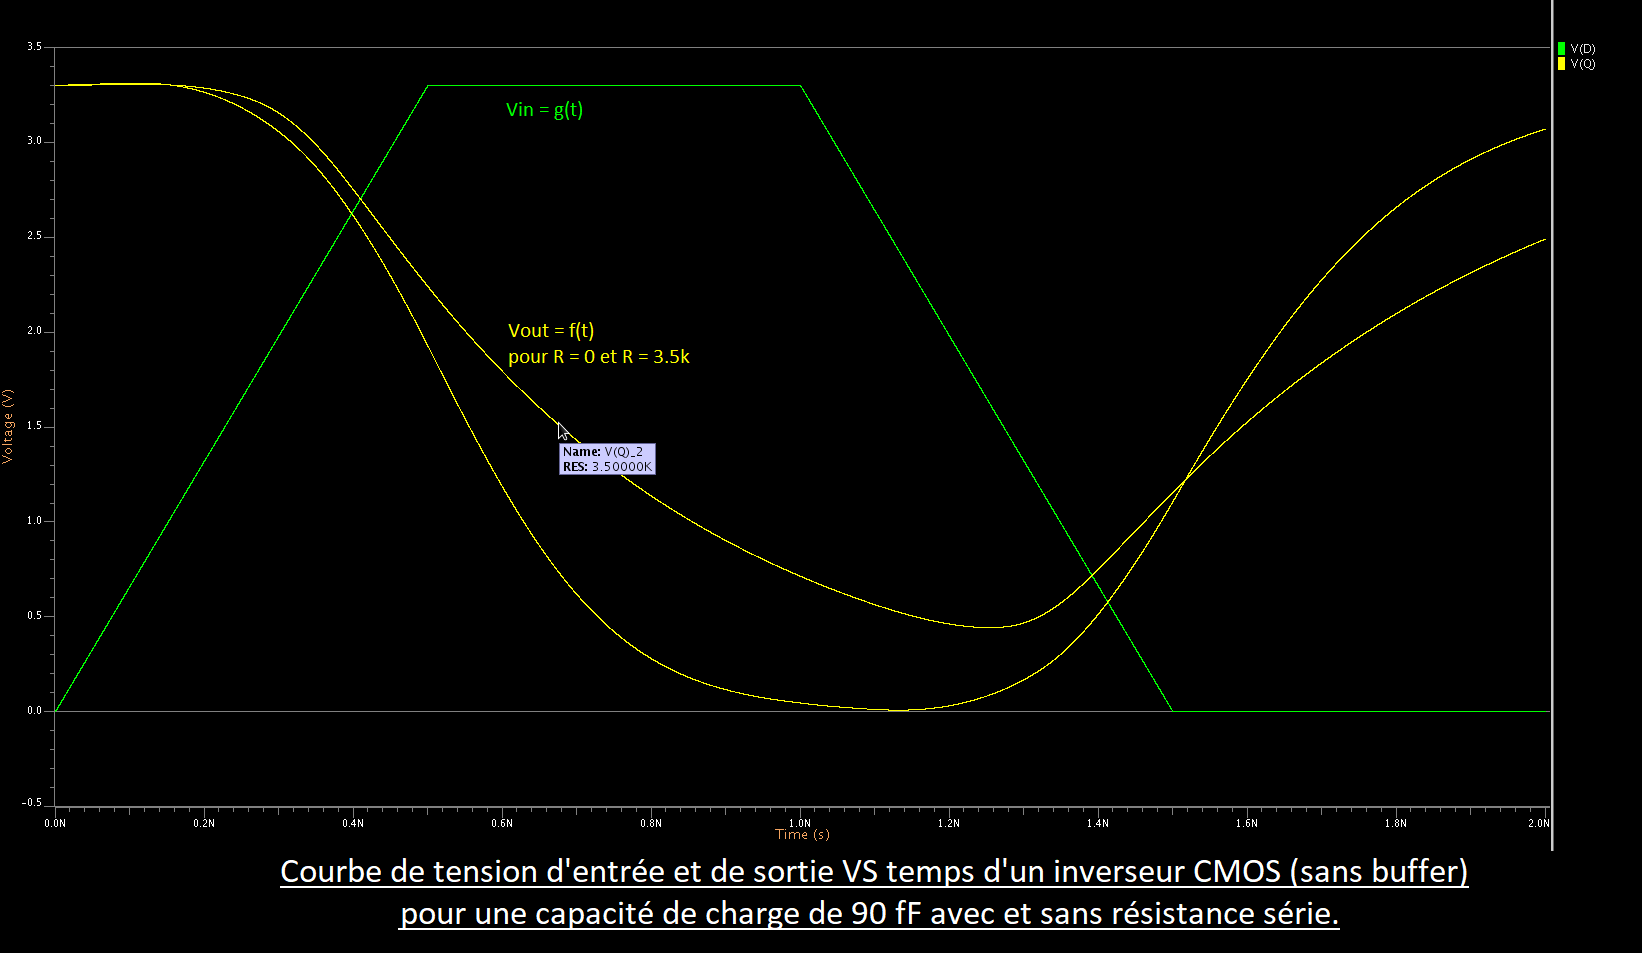 3.5
V(D)
V(Q)
Vin = g(t)
3.0
2.5
2.0
Vout = f(t)
pour R = 0 et R = 3.5k
1.5
Voltage (V)
Name: V(Q)_2
RES: 3.50000K
1.0
0.5
0.0
-0.5
0.0N 0.2N 0.4N 0.6N 0.8N 1.0N 1.2N 1.4N 1.6N 1.8N 2.0N
Time (s)
Courbe de tension d'entrée et de sortie VS temps d'un inverseur CMOS (sans buffer)
pour une capacité de charge de 90 fF avec et sans résistance série.